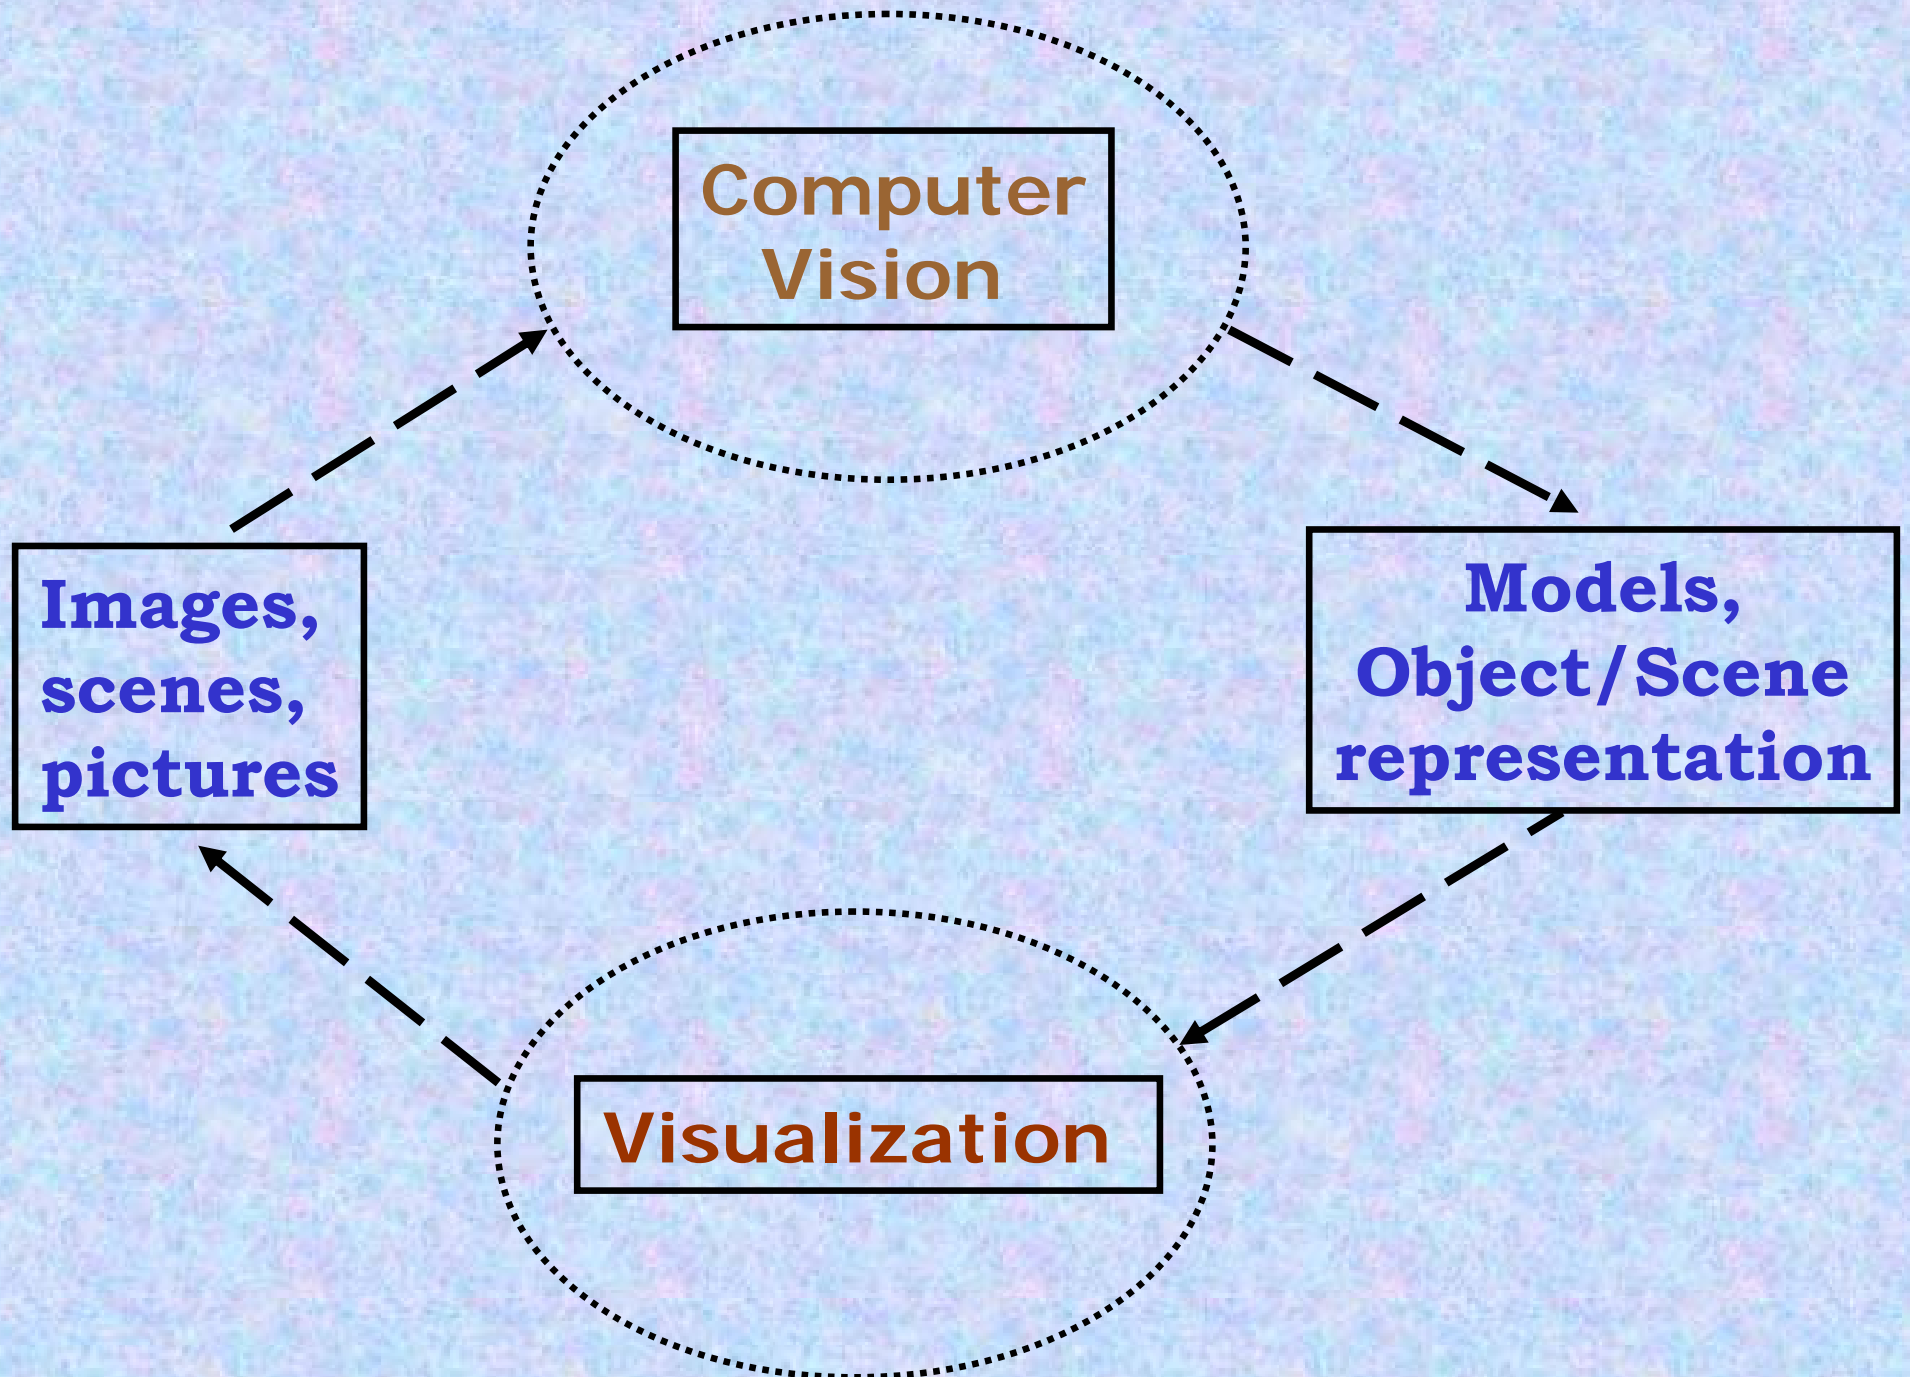 Computer
Vision
Images,
scenes,
pictures
Models,
Object/Scene
representation
Visualization